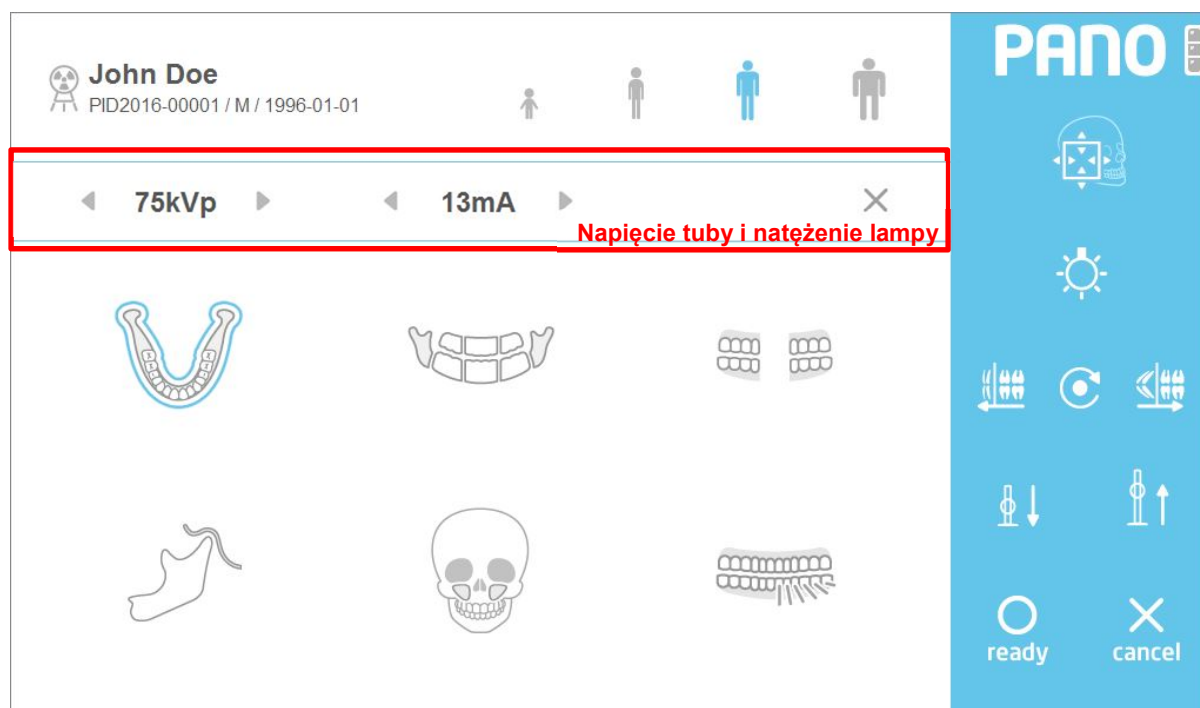 PANO
John Doe
PID2016-00001 / M / 1996-01-01
75kVp
13mA
Napięcie tuby i natężenie lampy
ready
cancel